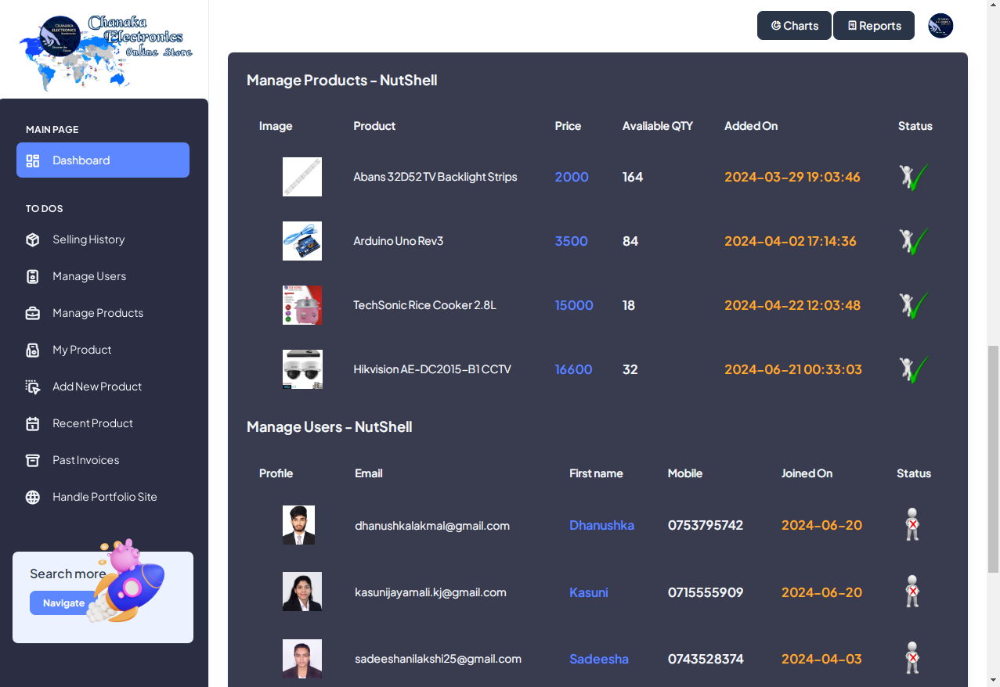 CHANAKA
ELECTRONICS
Chanaka
Electronics
Online Store
Charts
Reports
MAIN PAGE
Dashboard
TO DOS
Selling History
Manage Users
Manage Products
My Product
Add New Product
Recent Product
Past Invoices
Handle Portfolio Site
Search more
Navigate
Manage Products - NutShell
Image Product Price Avaliable QTY Added On Status
Abans 32D52 TV Backlight Strips 2000 164 2024-03-29 19:03:46
Arduino Uno Rev3 3500 84 2024-04-02 17:14:36
TechSonic Rice Cooker 2.8L 15000 18 2024-04-22 12:03:48
Hikvision AE-DC2015-B1 CCTV 16600 32 2024-06-21 00:33:03
Manage Users - NutShell
Profile Email First name Mobile Joined On Status
dhanushkalakmal@gmail.com Dhanushka 0753795742 2024-06-20
kasunijayamali.kj@gmail.com Kasuni 0715555909 2024-06-20
sadeeshanilakshi25@gmail.com Sadeesha 0743528374 2024-04-03